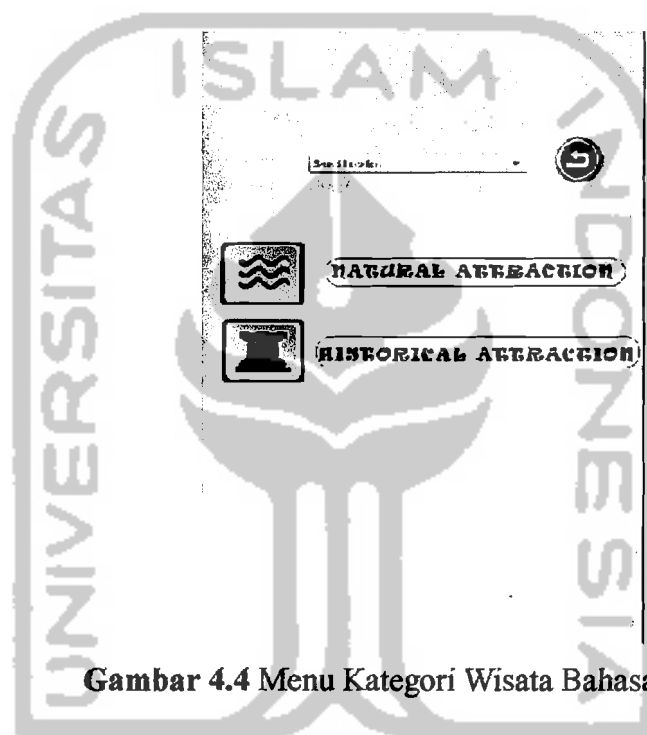 ISLAM
UNIVERSITAS
INDONESIA
NATURAL ATTRACTION
HISTORICAL ATTRACTION
Gambar 4.4 Menu Kategori Wisata Bahasa